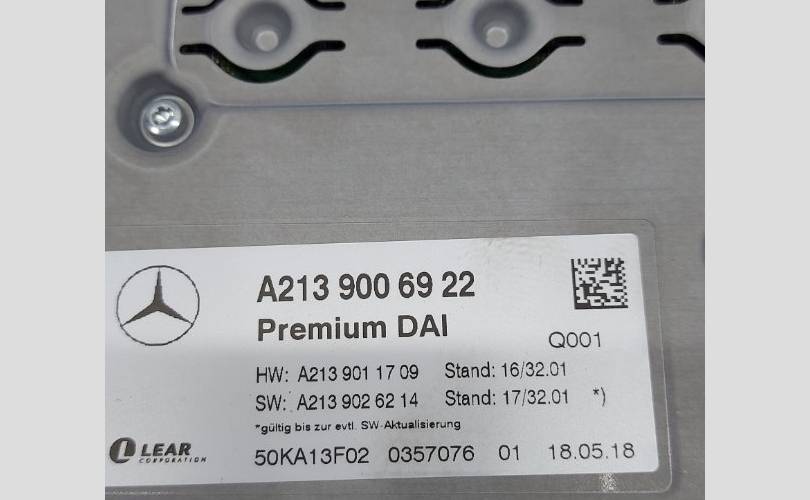 A213 900 69 22
Premium DAI
Q001
HW: A213 901 17 09 Stand: 16/32.01
SW: A213 902 62 14 Stand: 17/32.01 *)
*gültig bis zur evtl. SW-Aktualisierung
LEAR
CORPORATION
50KA13F02 0357076 01 18.05.18